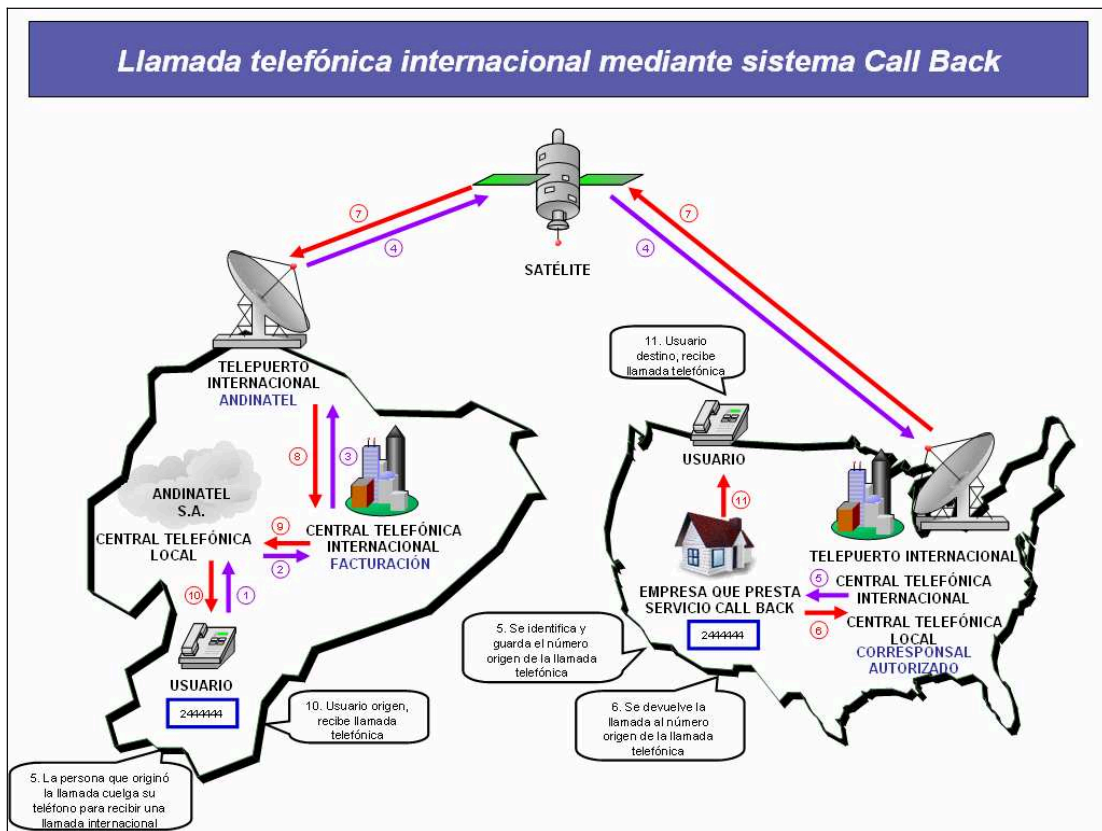 Llamada telefónica internacional mediante sistema Call Back
7
7
4
4
SATÉLITE
11. Usuario
destino, recibe
llamada telefónica
TELEPUERTO
INTERNACIONAL
ANDINATEL
8
3
USUARIO
11
ANDINATEL
S.A.
CENTRAL TELEFÓNICA
LOCAL
9
2
CENTRAL TELEFÓNICA
INTERNACIONAL
FACTURACIÓN
10
1
USUARIO
2444444
10. Usuario origen,
recibe llamada
telefónica
5. La persona que originó
la llamada cuelga su
teléfono para recibir una
llamada internacional
TELEPUERTO INTERNACIONAL
5
CENTRAL TELEFÓNICA
INTERNACIONAL
EMPRESA QUE PRESTA
SERVICIO CALL BACK
6
CENTRAL TELEFÓNICA
LOCAL
CORRESPONSAL
AUTORIZADO
2444444
5. Se identifica y
guarda el número
origen de la llamada
telefónica
6. Se devuelve la
llamada al número
origen de la llamada
telefónica